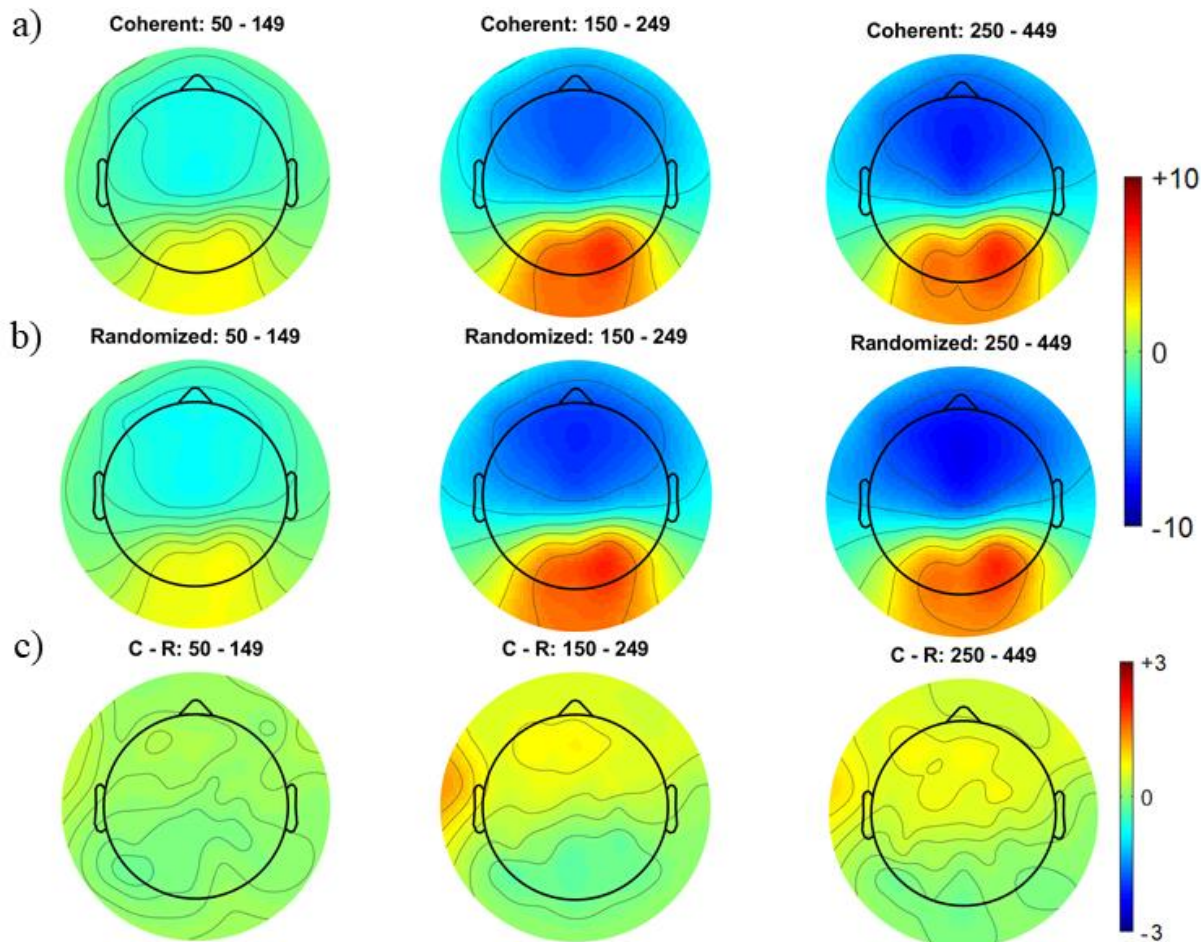 a)
Coherent: 50 - 149
Coherent: 150 - 249
Coherent: 250 - 449
+10
0
-10
b)
Randomized: 50 - 149
Randomized: 150 - 249
Randomized: 250 - 449
c)
C - R: 50 - 149
C - R: 150 - 249
C - R: 250 - 449
+3
0
-3